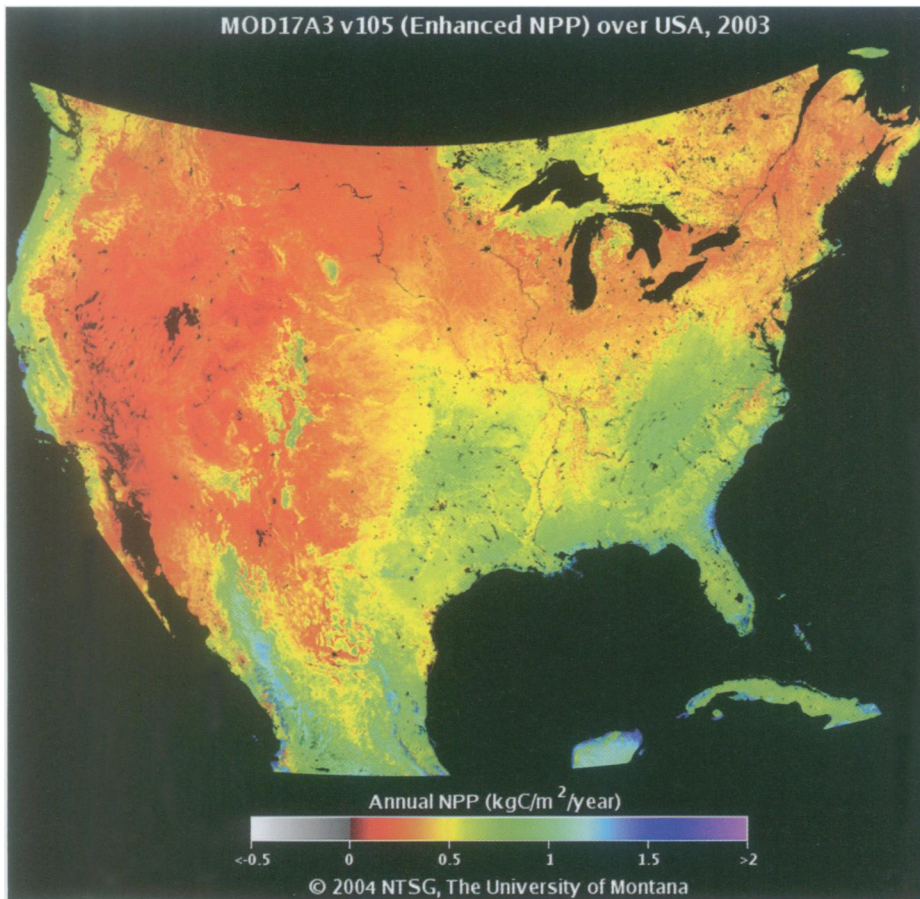 MOD17A3 v105 (Enhanced NPP) over USA, 2003
Annual NPP (kgC/m²/year)
<-0.5 0 0.5 1 1.5 >2
© 2004 NTSG, The University of Montana